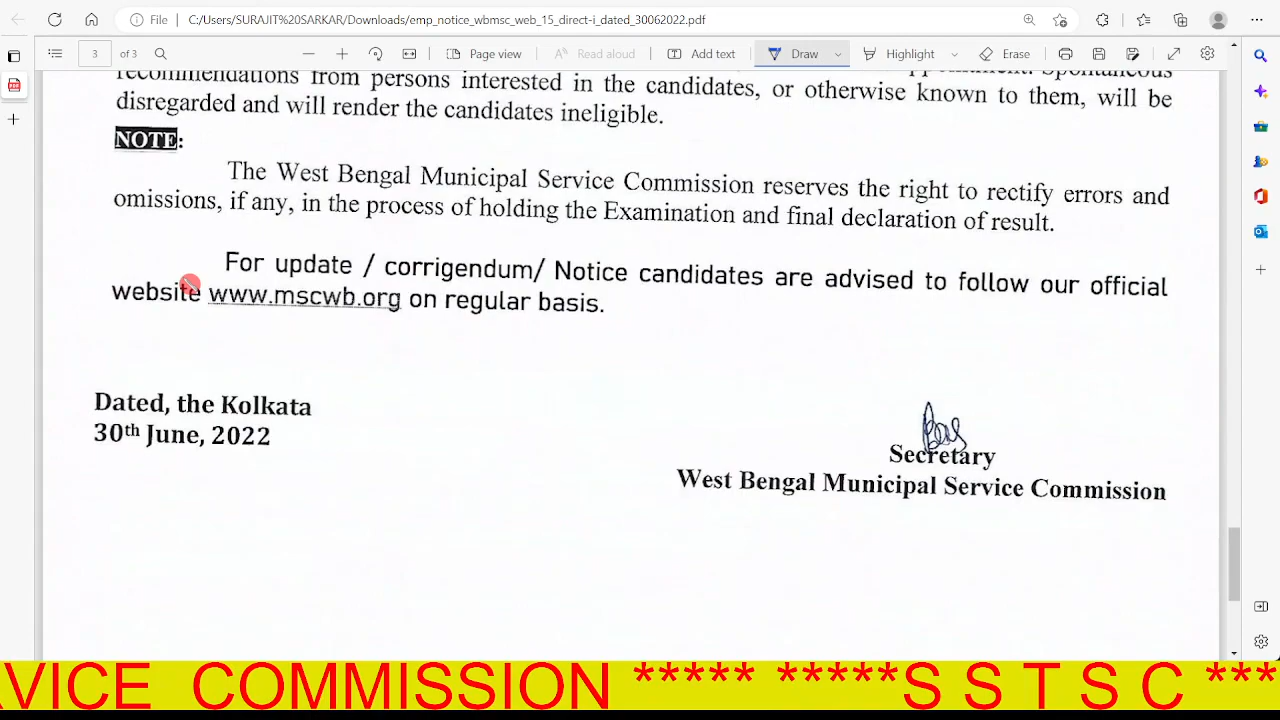 File C:/Users/SURAJIT%20SARKAR/Downloads/emp_notice_wbmsc_web_15_direct-i_dated_30062022.pdf
3 of 3 Page view Read aloud Add text Draw Highlight Erase
recommendations from persons interested in the candidates, or otherwise known to them, will be
disregarded and will render the candidates ineligible.
NOTE:
The West Bengal Municipal Service Commission reserves the right to rectify errors and
omissions, if any, in the process of holding the Examination and final declaration of result.
For update / corrigendum/ Notice candidates are advised to follow our official
website www.mscwb.org on regular basis.
Dated, the Kolkata
30th June, 2022
Secretary
West Bengal Municipal Service Commission
VICE COMMISSION ***** *****S S T S C ***